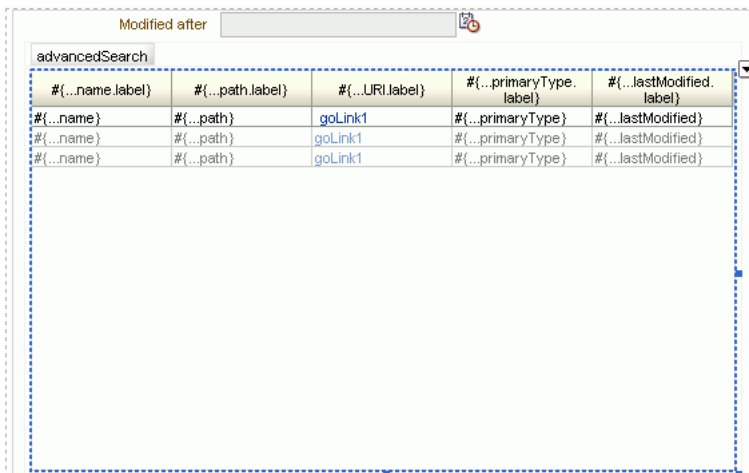 Modified after
advancedSearch
#{...name.label} #{...path.label} #{...URI.label} #{...primaryType.label} #{...lastModified.label}
#{...name} #{...path} goLink1 #{...primaryType} #{...lastModified}
#{...name} #{...path} goLink1 #{...primaryType} #{...lastModified}
#{...name} #{...path} goLink1 #{...primaryType} #{...lastModified}